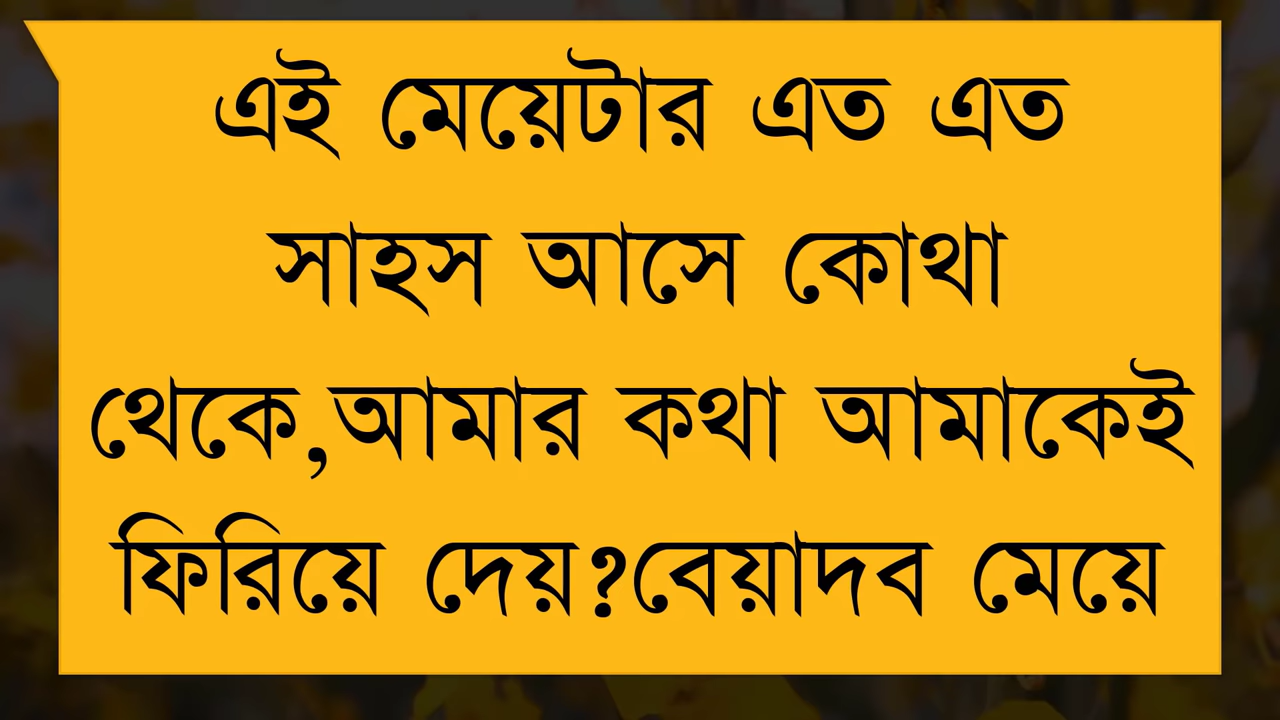 এই মেয়েটার এত এত
সাহস আসে কোথা
থেকে,আমার কথা আমাকেই
ফিরিয়ে দেয়?বেয়াদব মেয়ে